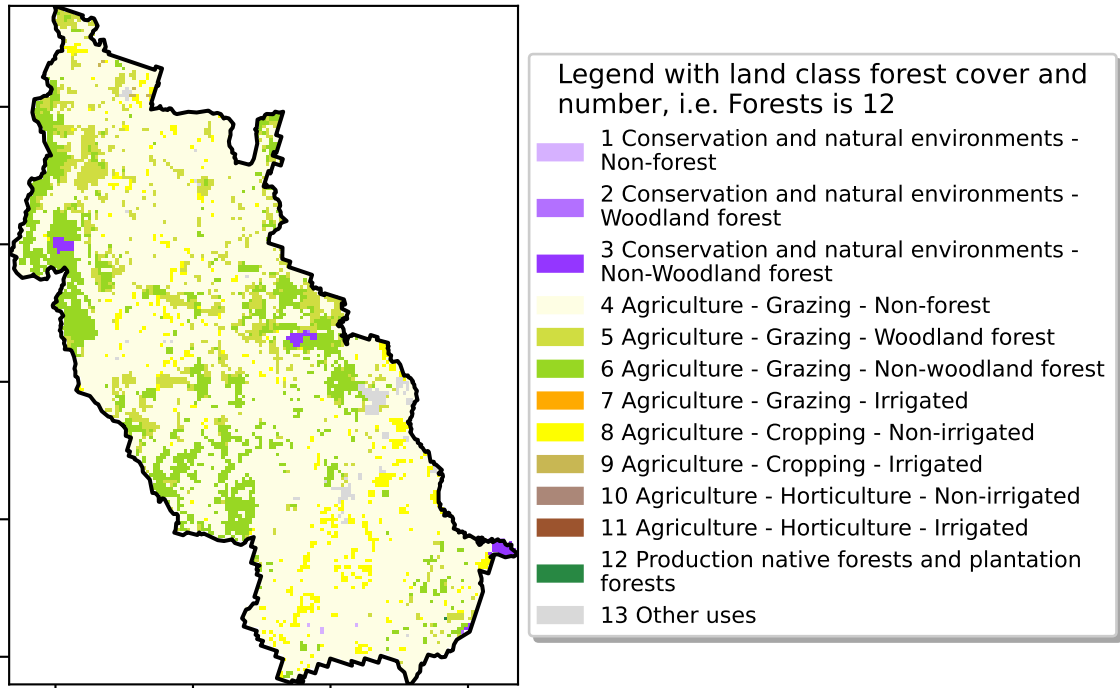 Legend with land class forest cover and
number, i.e. Forests is 12
1 Conservation and natural environments -
Non-forest
2 Conservation and natural environments -
Woodland forest
3 Conservation and natural environments -
Non-Woodland forest
4 Agriculture - Grazing - Non-forest
5 Agriculture - Grazing - Woodland forest
6 Agriculture - Grazing - Non-woodland forest
7 Agriculture - Grazing - Irrigated
8 Agriculture - Cropping - Non-irrigated
9 Agriculture - Cropping - Irrigated
10 Agriculture - Horticulture - Non-irrigated
11 Agriculture - Horticulture - Irrigated
12 Production native forests and plantation
forests
13 Other uses